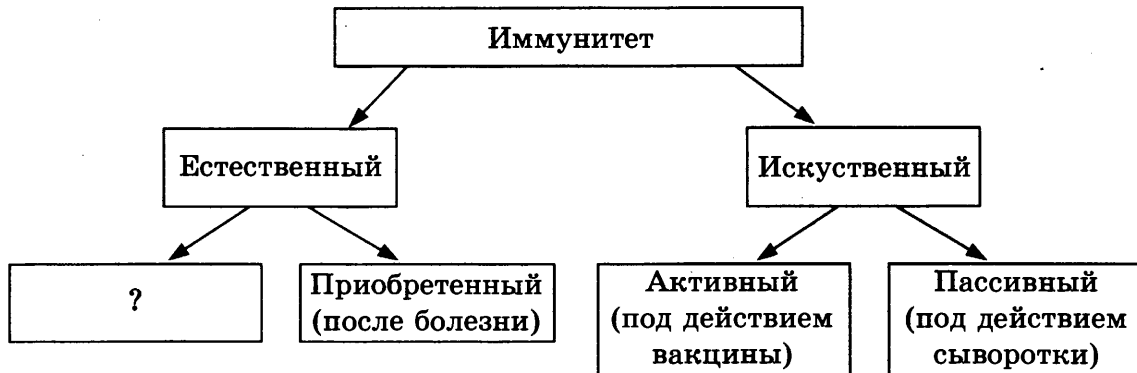 Иммунитет
Естественный
Искуственный
?
Приобретенный
(после болезни)
Активный
(под действием
вакцины)
Пассивный
(под действием
сыворотки)